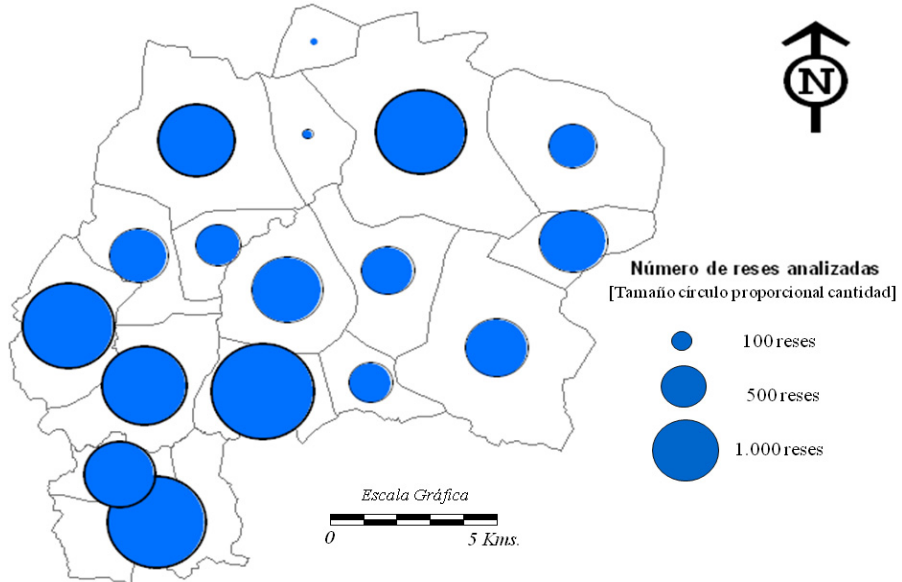 N
Número de reses analizadas
[Tamaño círculo proporcional cantidad]
100 reses
500 reses
1.000 reses
Escala Gráfica
0 5 Kms.